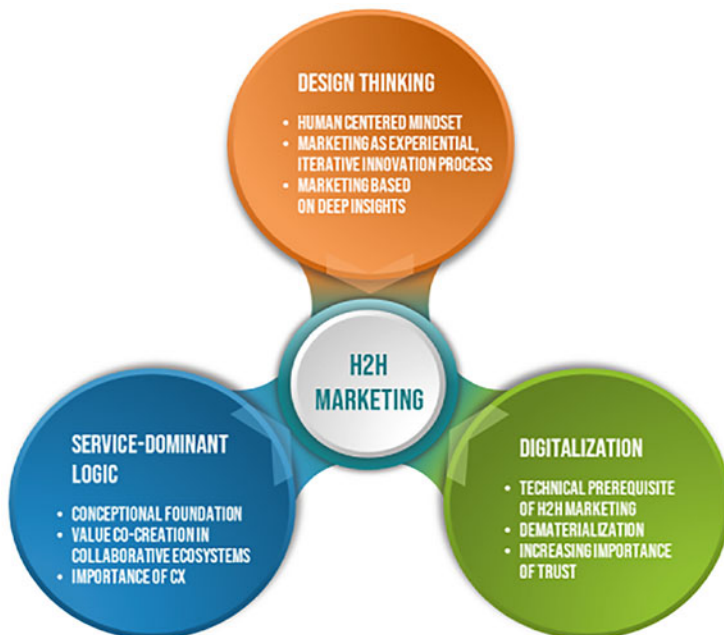 DESIGN THINKING
• HUMAN CENTERED MINDSET
• MARKETING AS EXPERIENTIAL,
ITERATIVE INNOVATION PROCESS
• MARKETING BASED
ON DEEP INSIGHTS
H2H
MARKETING
SERVICE-DOMINANT
LOGIC
• CONCEPTIONAL FOUNDATION
• VALUE CO-CREATION IN
COLLABORATIVE ECOSYSTEMS
• IMPORTANCE OF CX
DIGITALIZATION
• TECHNICAL PREREQUISITE
OF H2H MARKETING
• DEMATERIALIZATION
• INCREASING IMPORTANCE
OF TRUST